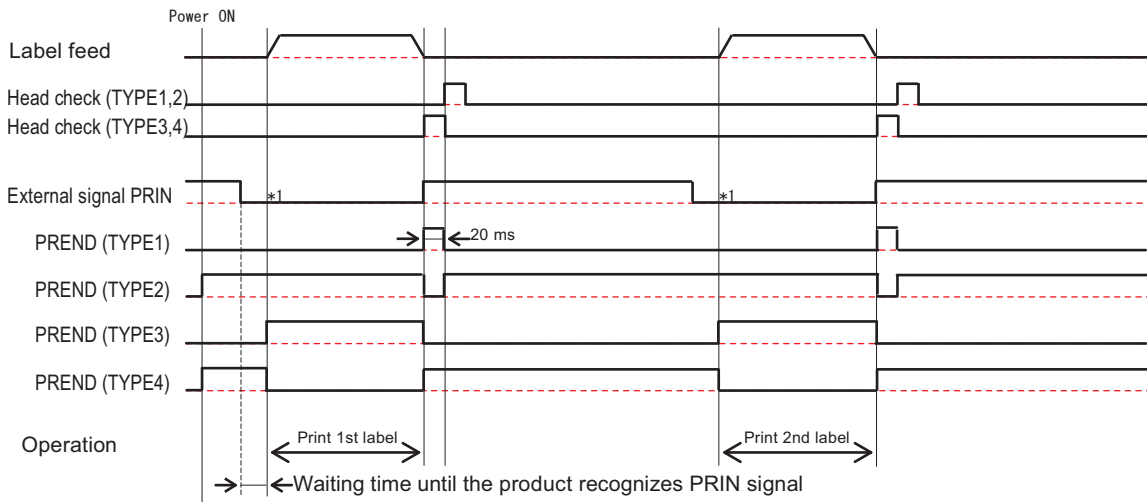 Power ON
Label feed
Head check (TYPE1,2)
Head check (TYPE3,4)
External signal PRIN
*1
*1
PREND (TYPE1)
20 ms
PREND (TYPE2)
PREND (TYPE3)
PREND (TYPE4)
Operation
Print 1st label
Print 2nd label
Waiting time until the product recognizes PRIN signal